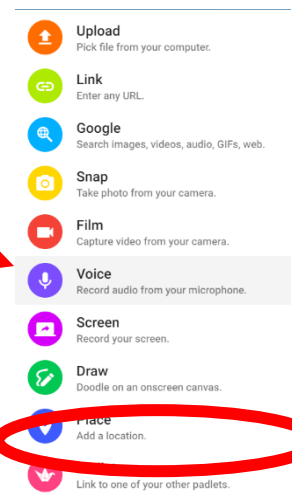 Upload
Pick file from your computer.
Link
Enter any URL.
Google
Search images, videos, audio, GIFs, web.
Snap
Take photo from your camera.
Film
Capture video from your camera.
Voice
Record audio from your microphone.
Screen
Record your screen.
Draw
Doodle on an onscreen canvas.
Place
Add a location.
Link to one of your other padlets.